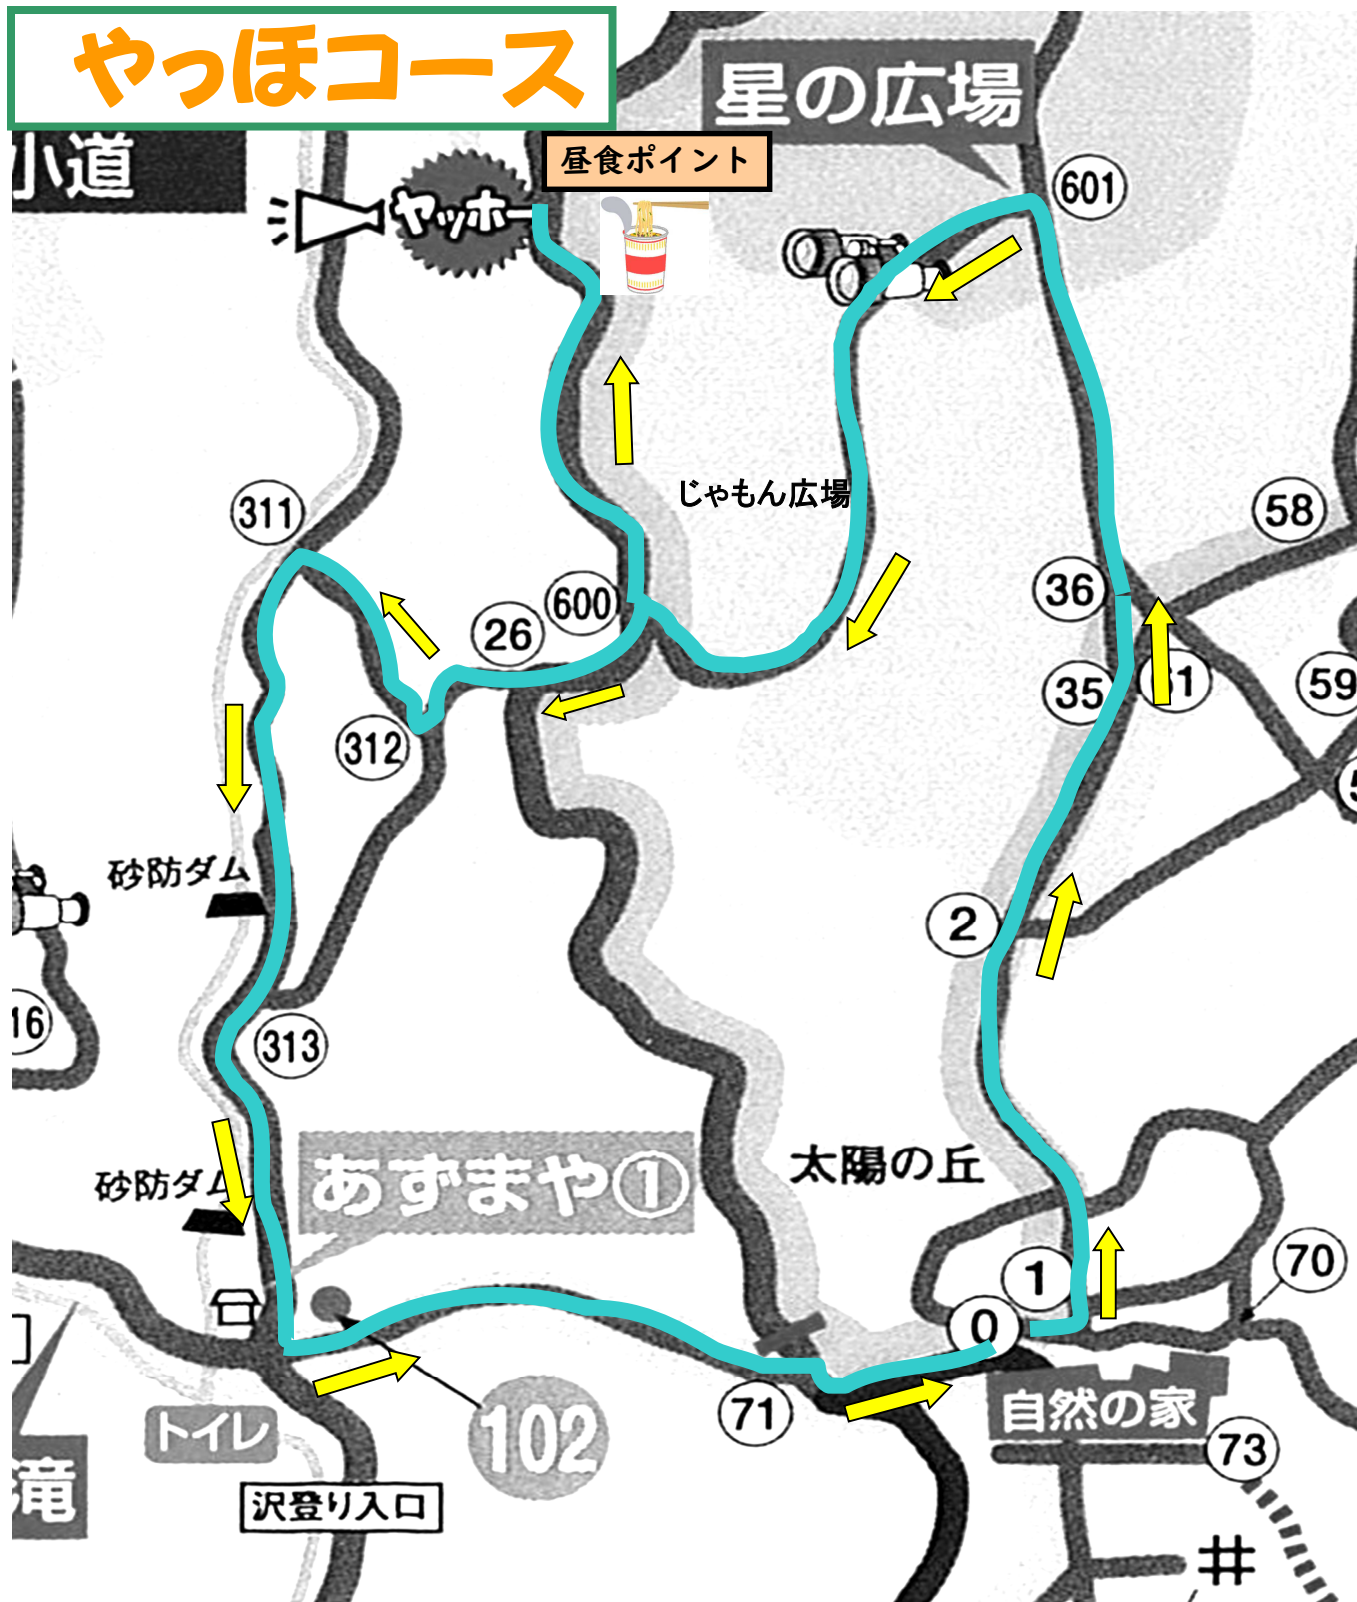 やっほコース
星の広場
小道
昼食ポイント
ヤッホー
601
311
じゃもん広場
58
36
600
26
35
59
312
砂防ダム
2
16
313
あずまや①
太陽の丘
砂防ダム
1
70
0
自然の家
71
102
トイレ
73
滝
沢登り入口
井